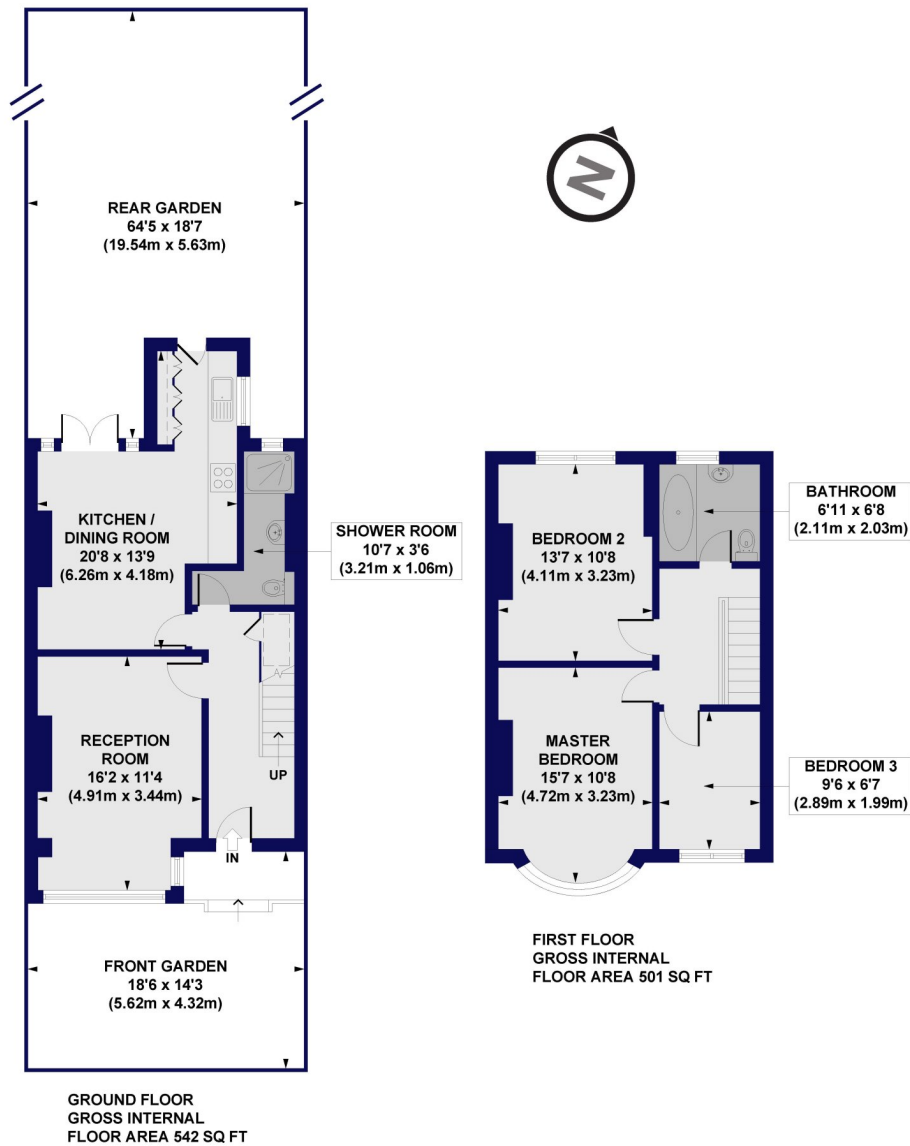 REAR GARDEN
64'5 x 18'7
(19.54m x 5.63m)
N
KITCHEN /
DINING ROOM
20'8 x 13'9
(6.26m x 4.18m)
SHOWER ROOM
10'7 x 3'6
(3.21m x 1.06m)
RECEPTION
ROOM
16'2 x 11'4
(4.91m x 3.44m)
UP
IN
FRONT GARDEN
18'6 x 14'3
(5.62m x 4.32m)
GROUND FLOOR
GROSS INTERNAL
FLOOR AREA 542 SQ FT
BEDROOM 2
13'7 x 10'8
(4.11m x 3.23m)
BATHROOM
6'11 x 6'8
(2.11m x 2.03m)
MASTER
BEDROOM
15'7 x 10'8
(4.72m x 3.23m)
BEDROOM 3
9'6 x 6'7
(2.89m x 1.99m)
FIRST FLOOR
GROSS INTERNAL
FLOOR AREA 501 SQ FT